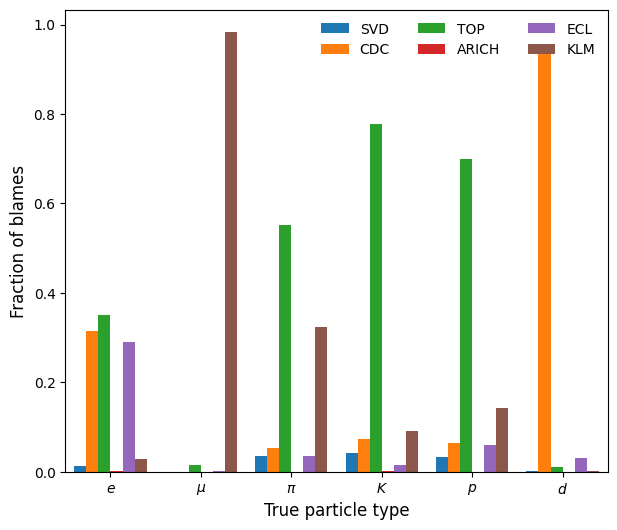 1.0
0.8
0.6
0.4
0.2
0.0
Fraction of blames
SVD
CDC
TOP
ARICH
ECL
KLM
e
μ
π
K
p
d
True particle type